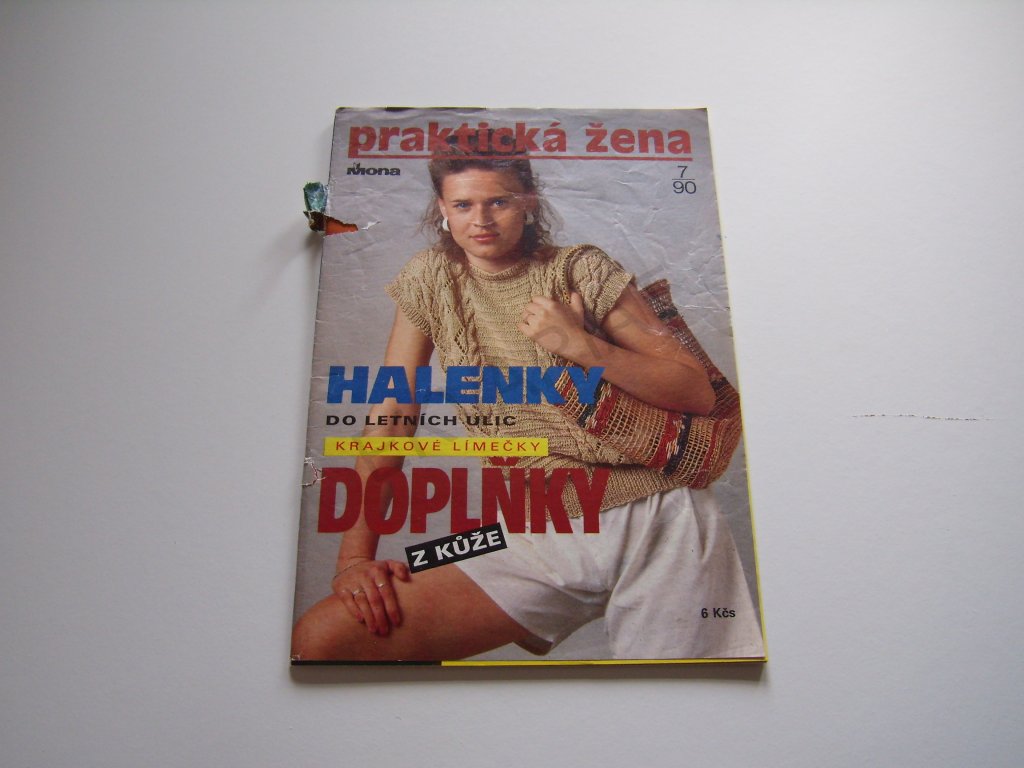 praktická žena
Mona
7
90
HALENKY
DO LETNÍCH ULIC
KRAJKOVÉ LÍMEČKY
DOPLŇKY
Z KŮŽE
6 Kčs